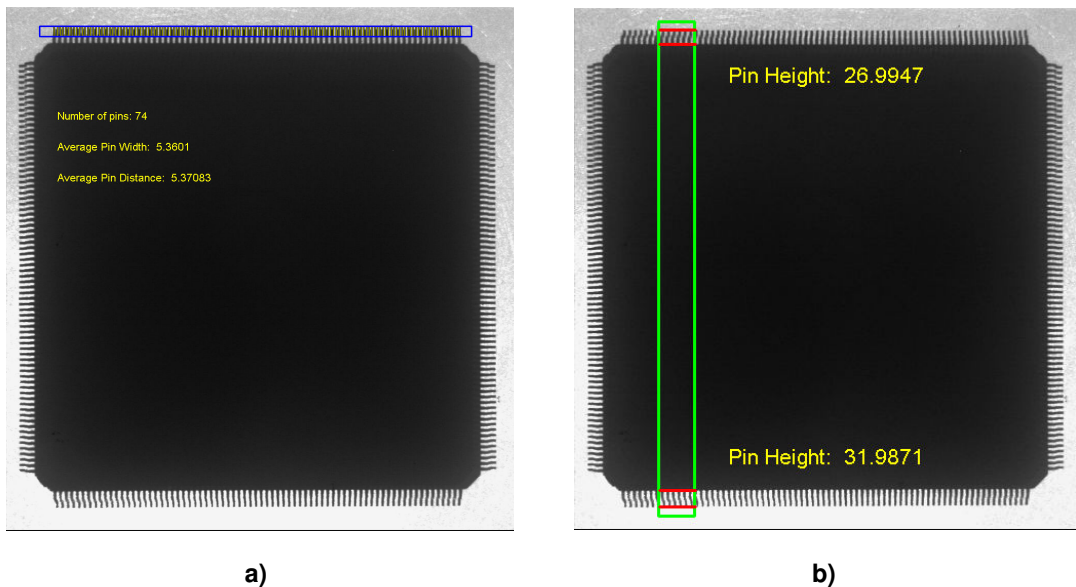 Number of pins: 74
Average Pin Width: 5.3601
Average Pin Distance: 5.37083
Pin Height: 26.9947
Pin Height: 31.9871
a)
b)